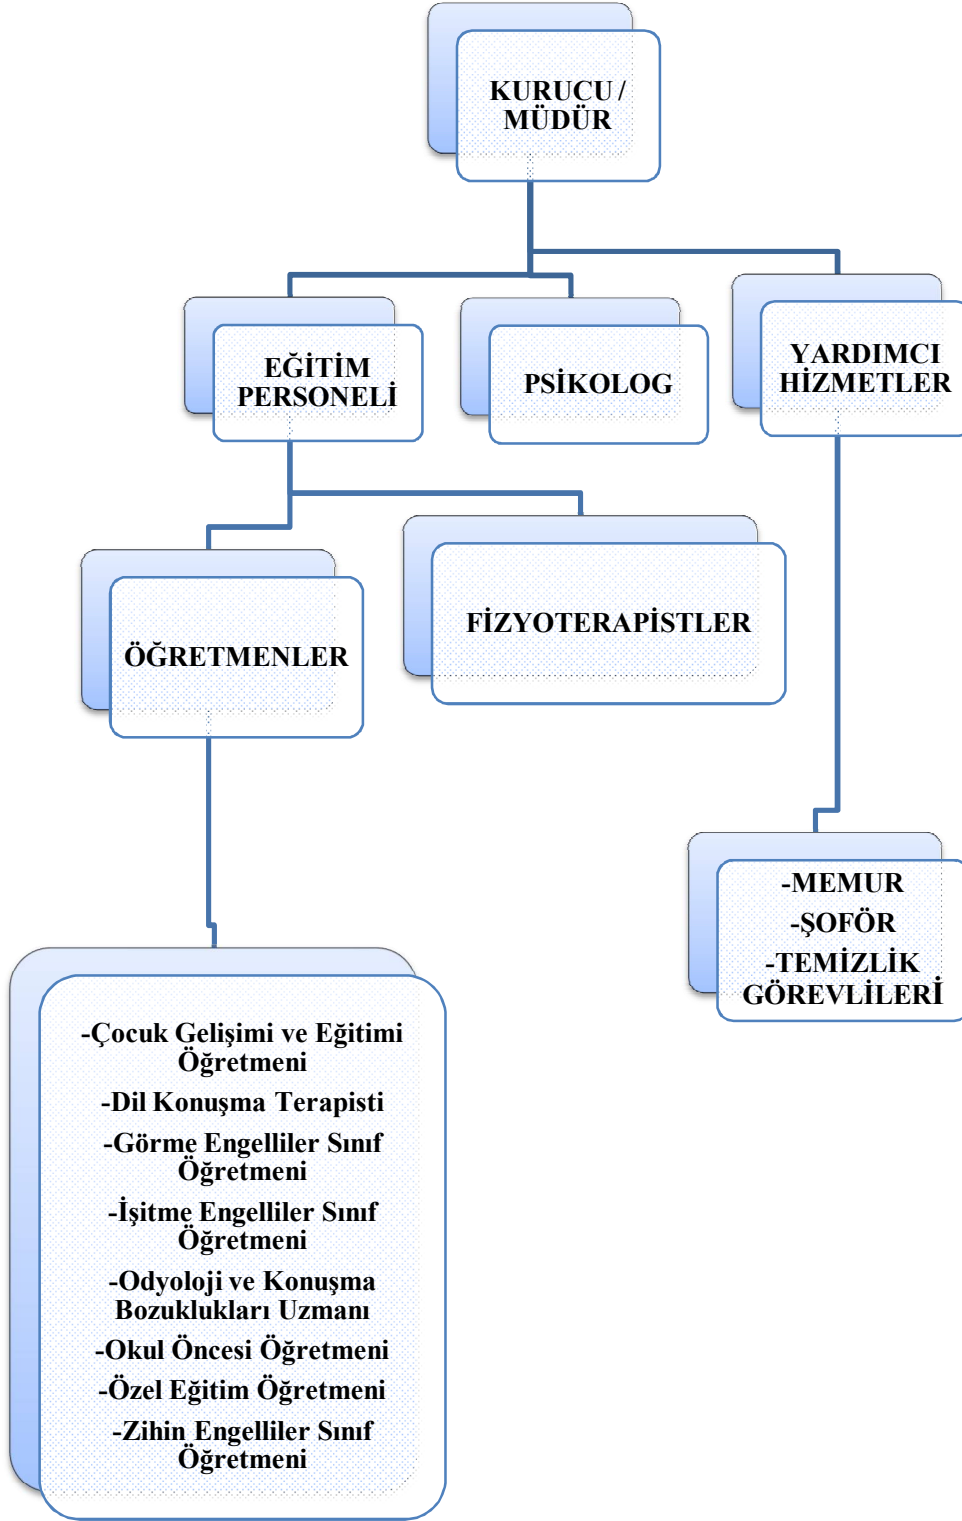 KURUCU /
MÜDÜR
EĞİTİM
PERSONELİ
PSİKOLOG
YARDIMCI
HİZMETLER
ÖĞRETMENLER
FİZYOTERAPİSTLER
-MEMUR
-ŞOFÖR
-TEMİZLİK
GÖREVLİLERİ
-Çocuk Gelişimi ve Eğitimi
Öğretmeni
-Dil Konuşma Terapisti
-Görme Engelliler Sınıf
Öğretmeni
-İşitme Engelliler Sınıf
Öğretmeni
-Odyoloji ve Konuşma
Bozuklukları Uzmanı
-Okul Öncesi Öğretmeni
-Özel Eğitim Öğretmeni
-Zihin Engelliler Sınıf
Öğretmeni